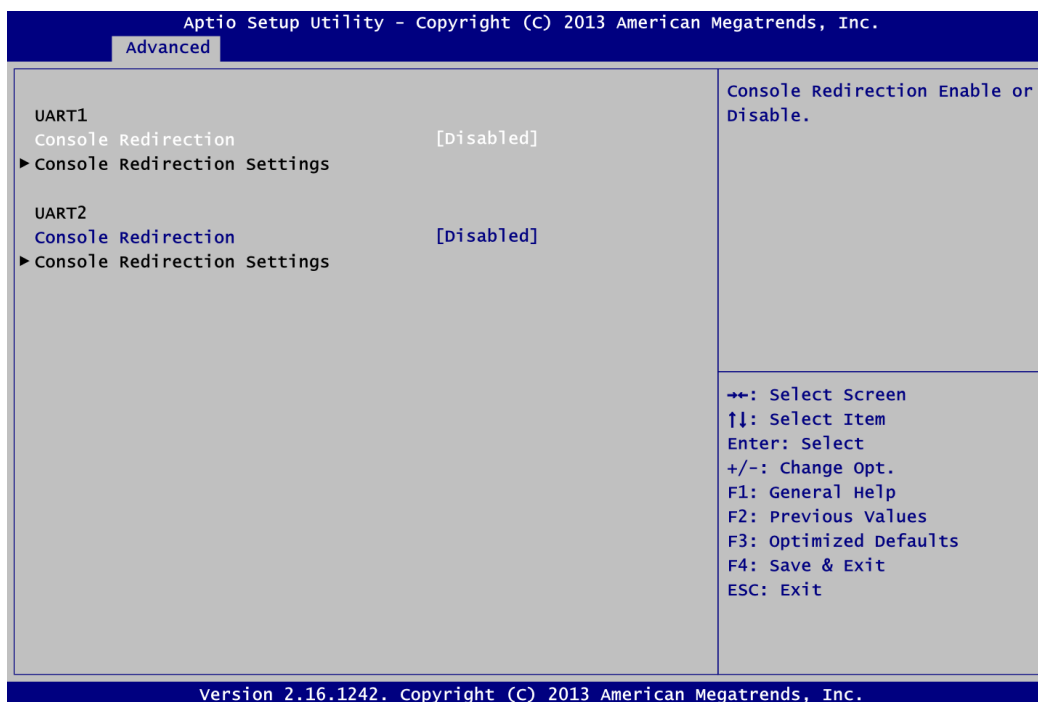 Aptio Setup Utility – Copyright (C) 2013 American Megatrends, Inc.
Advanced
UART1
Console Redirection [Disabled]
▶Console Redirection Settings
UART2
Console Redirection [Disabled]
▶Console Redirection Settings
Console Redirection Enable or
Disable.
→←: Select Screen
↑↓: Select Item
Enter: Select
+/-: Change Opt.
F1: General Help
F2: Previous Values
F3: Optimized Defaults
F4: Save & Exit
ESC: Exit
Version 2.16.1242. Copyright (C) 2013 American Megatrends, Inc.